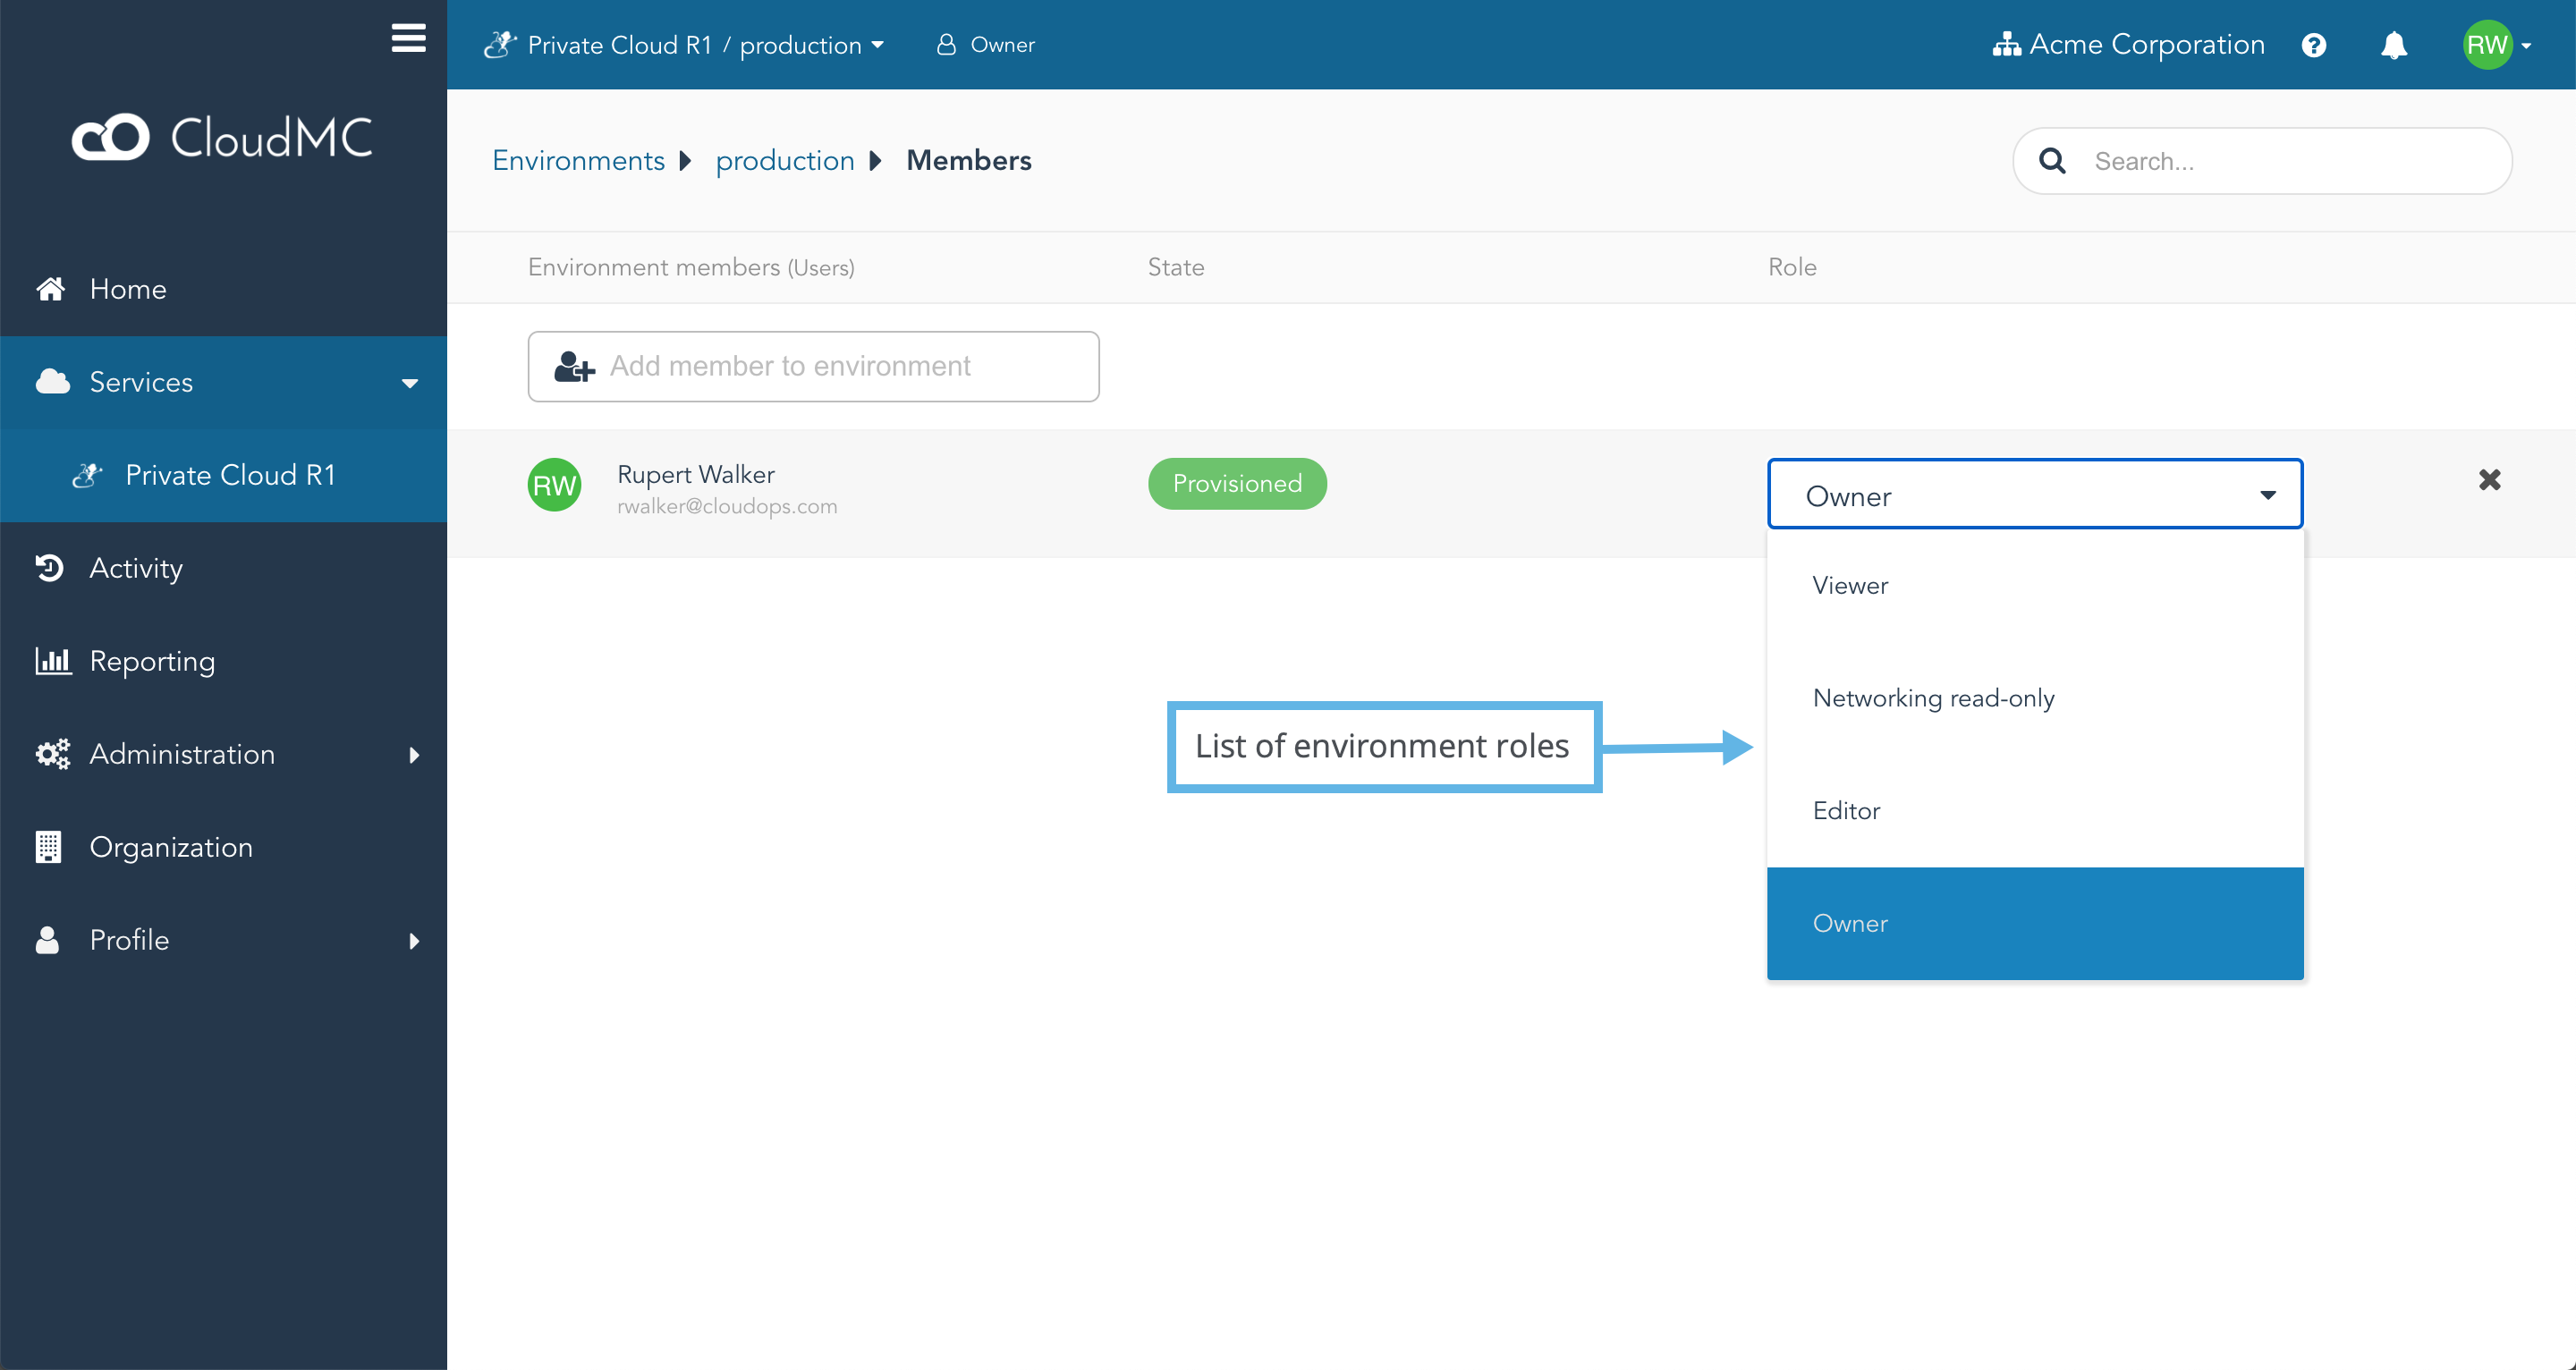 Private Cloud R1 / production
Owner
Acme Corporation
RW
CloudMC
Environments
production
Members
Search...
Home
Services
Private Cloud R1
Activity
Reporting
Administration
Organization
Profile
Environment members (Users)
State
Role
Add member to environment
RW
Rupert Walker
rwalker@cloudops.com
Provisioned
Owner
Viewer
Networking read-only
Editor
Owner
List of environment roles